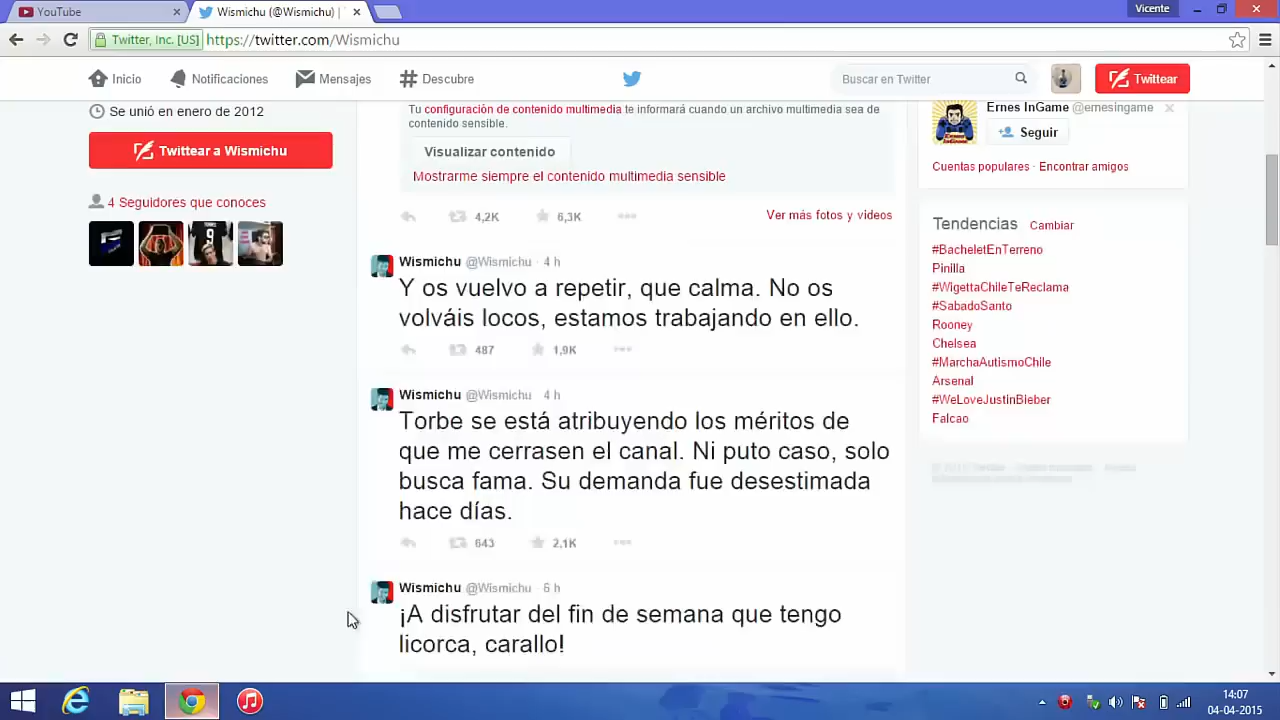 YouTube
Wismichu (@Wismichu) |
Vicente
Twitter, Inc. [US]
https://twitter.com/Wismichu
Inicio
Notificaciones
Mensajes
Descubre
Buscar en Twitter
Twittear
Se unió en enero de 2012
Twittear a Wismichu
4 Seguidores que conoces
Tu configuración de contenido multimedia te informará cuando un archivo multimedia sea de
contenido sensible.
Visualizar contenido
Mostrarme siempre el contenido multimedia sensible
4,2K
6,3K
Ver más fotos y videos
Wismichu @Wismichu · 4 h
Y os vuelvo a repetir, que calma. No os
volváis locos, estamos trabajando en ello.
487
1,9K
Wismichu @Wismichu · 4 h
Torbe se está atribuyendo los méritos de
que me cerrasen el canal. Ni puto caso, solo
busca fama. Su demanda fue desestimada
hace días.
643
2,1K
Wismichu @Wismichu · 6 h
¡A disfrutar del fin de semana que tengo
licorca, carallo!
Ernes InGame @ernesingame
Seguir
Cuentas populares · Encontrar amigos
Tendencias Cambiar
#BacheletEnTerreno
Pinilla
#WigettaChileTeReclama
#SabadoSanto
Rooney
Chelsea
#MarchaAutismoChile
Arsenal
#WeLoveJustinBieber
Falcao
14:07
04-04-2015